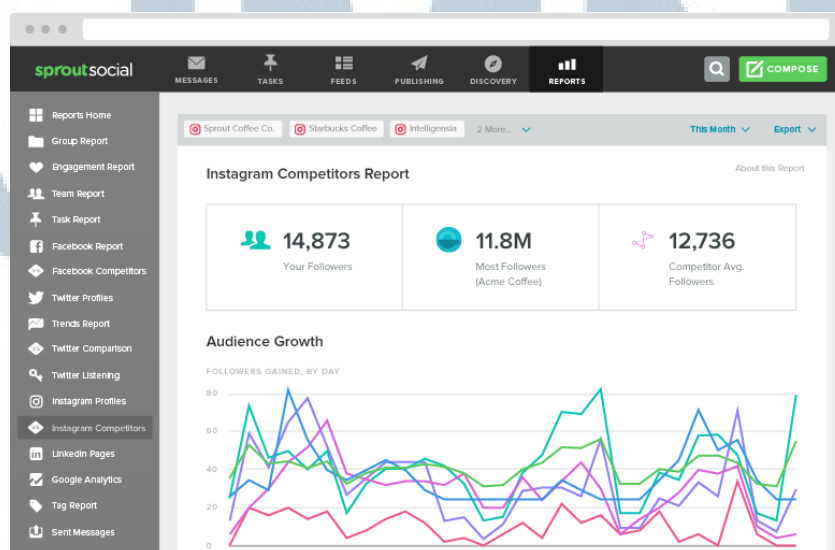 sproutsocial
MESSAGES
TASKS
FEEDS
PUBLISHING
DISCOVERY
REPORTS
COMPOSE
Reports Home
Group Report
Engagement Report
Team Report
Task Report
Facebook Report
Facebook Competitors
Twitter Profiles
Trends Report
Twitter Comparison
Twitter Listening
Instagram Profiles
Instagram Competitors
LinkedIn Pages
Google Analytics
Tag Report
Sent Messages
Sprout Coffee Co.
Starbucks Coffee
Intelligensia
2 More...
This Month
Export
Instagram Competitors Report
About this Report
14,873
Your Followers
11.8M
Most Followers
(Acme Coffee)
12,736
Competitor Avg.
Followers
Audience Growth
FOLLOWERS GAINED, BY DAY
80
60
40
20
0